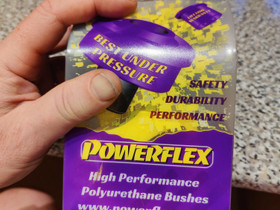 BEST UNDER
PRESSURE
SAFETY
DURABILITY
PERFORMANCE
POWERFLEX
High Performance
Polyurethane Bushes